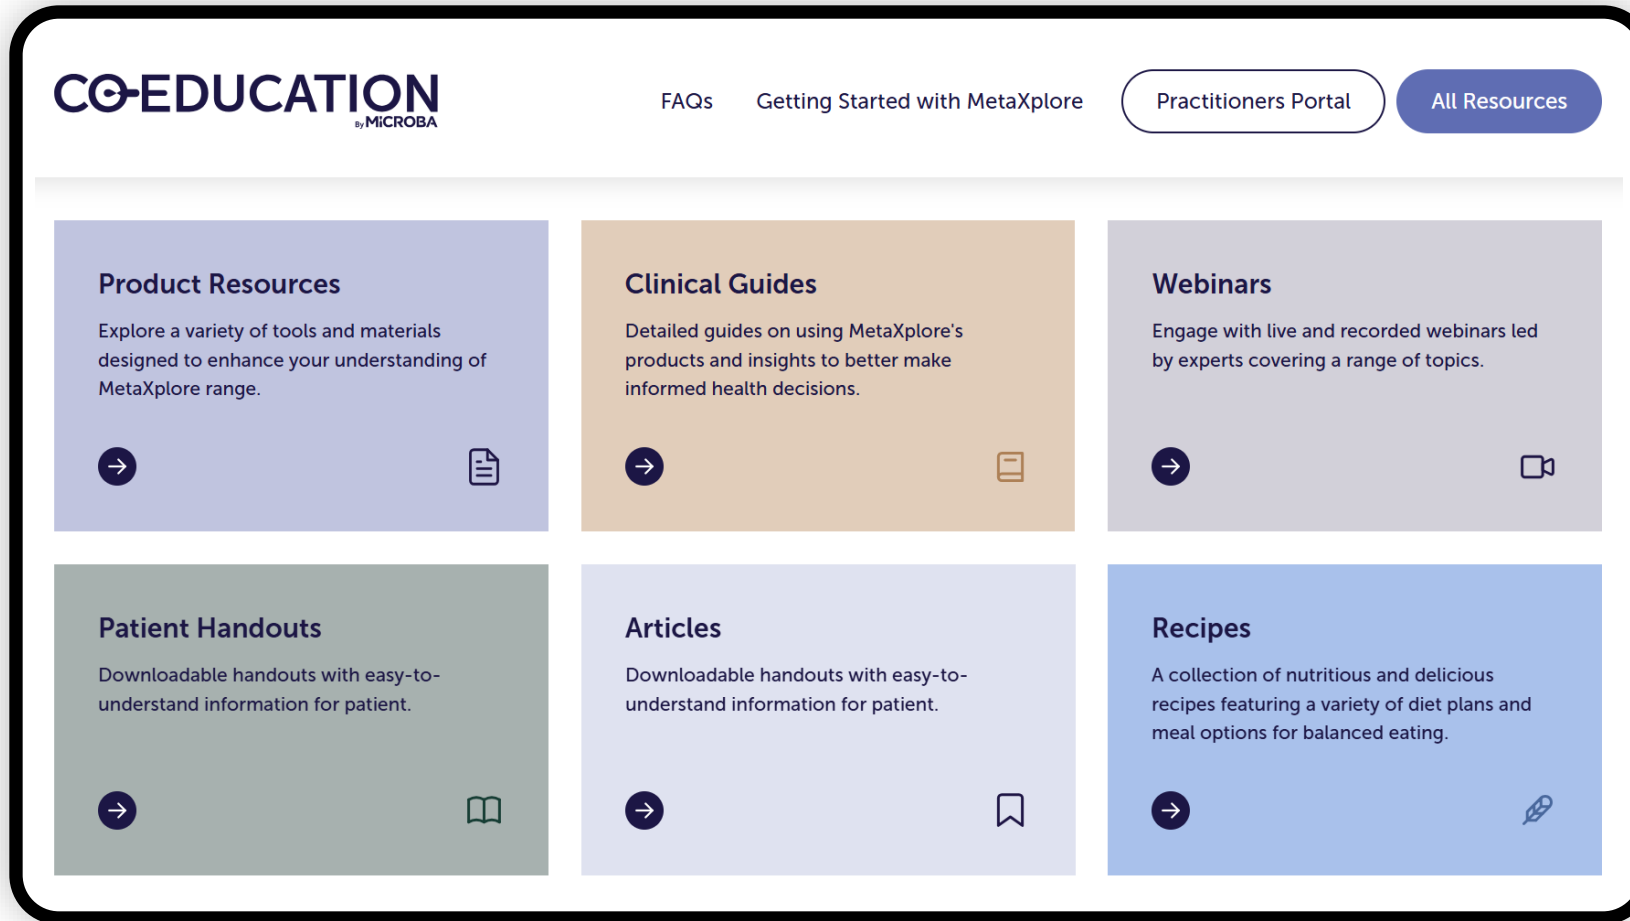 CO-EDUCATION
By MiCROBA
FAQs
Getting Started with MetaXplore
Practitioners Portal
All Resources
Product Resources
Explore a variety of tools and materials
designed to enhance your understanding of
MetaXplore range.
Clinical Guides
Detailed guides on using MetaXplore's
products and insights to better make
informed health decisions.
Webinars
Engage with live and recorded webinars led
by experts covering a range of topics.
Patient Handouts
Downloadable handouts with easy-to-
understand information for patient.
Articles
Downloadable handouts with easy-to-
understand information for patient.
Recipes
A collection of nutritious and delicious
recipes featuring a variety of diet plans and
meal options for balanced eating.